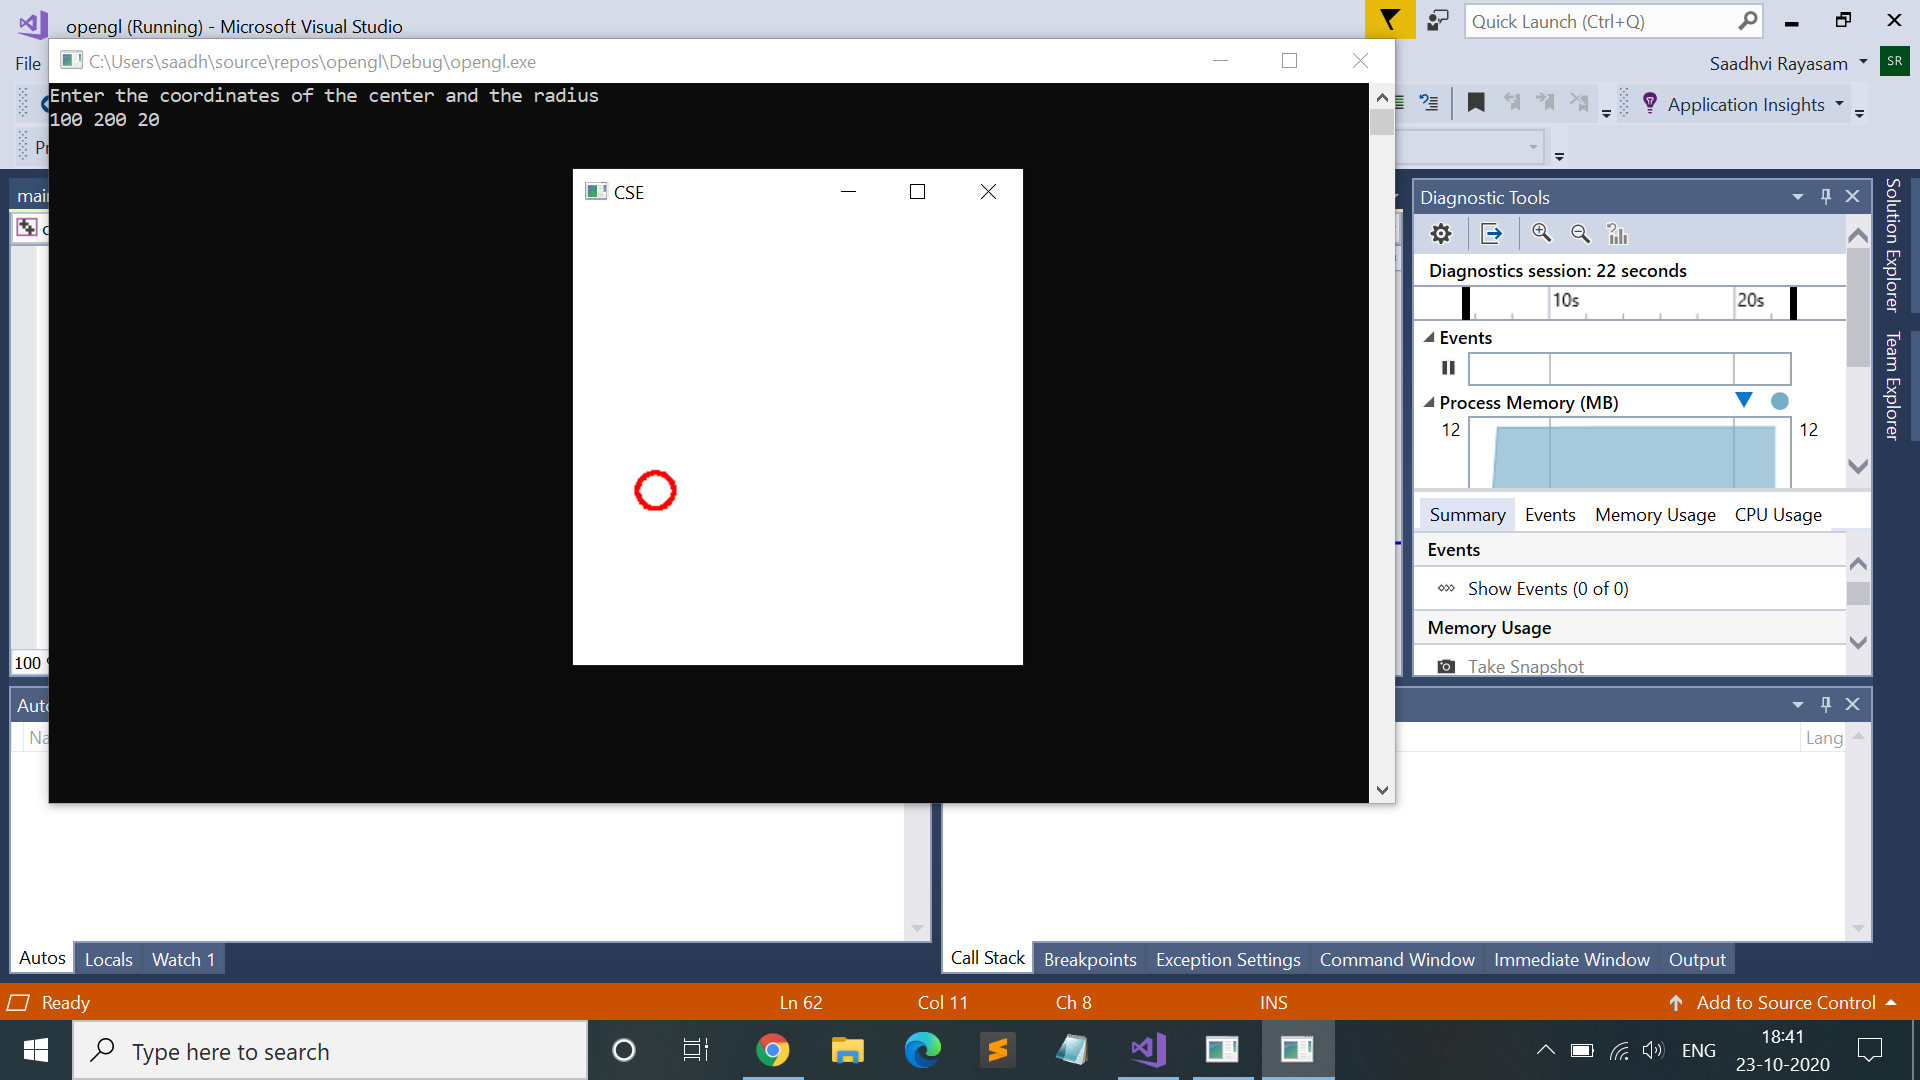 opengl (Running) - Microsoft Visual Studio
Quick Launch (Ctrl+Q)
File
Saadhvi Rayasam
SR
C:\Users\saadh\source\repos\opengl\Debug\opengl.exe
Enter the coordinates of the center and the radius
100 200 20
Application Insights
CSE
Diagnostic Tools
Diagnostics session: 22 seconds
10s 20s
Events
Process Memory (MB)
12 12
Summary Events Memory Usage CPU Usage
Events
Show Events (0 of 0)
Memory Usage
Take Snapshot
Solution Explorer
Team Explorer
100
Lang
Autos Locals Watch 1
Call Stack Breakpoints Exception Settings Command Window Immediate Window Output
Ready Ln 62 Col 11 Ch 8 INS Add to Source Control
Type here to search
ENG
18:41
23-10-2020